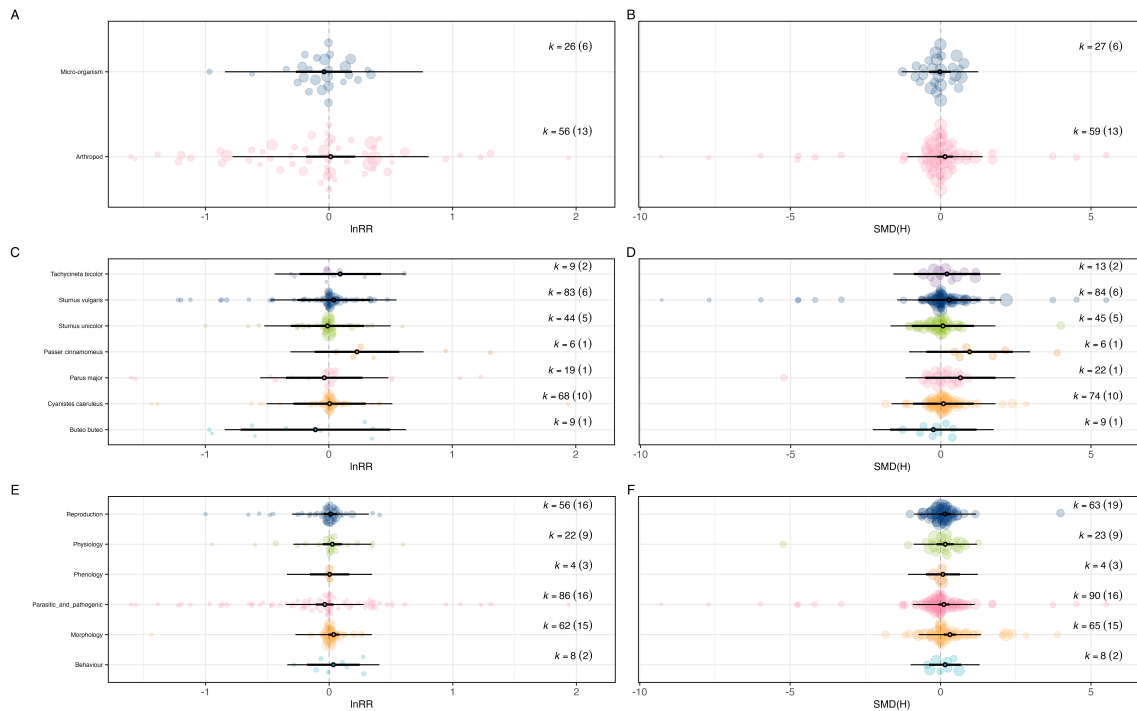 A
B
k = 26 (6)
k = 27 (6)
Micro-organism
k = 56 (13)
k = 59 (13)
Arthropod
-1 0 1 2
-10 -5 0 5
lnRR
SMD(H)
C
D
Tachycineta bicolor
k = 9 (2)
k = 13 (2)
Sturnus vulgaris
k = 83 (6)
k = 84 (6)
Sturnus unicolor
k = 44 (5)
k = 45 (5)
Passer cinnamomeus
k = 6 (1)
k = 6 (1)
Parus major
k = 19 (1)
k = 22 (1)
Cyanistes caeruleus
k = 68 (10)
k = 74 (10)
Buteo buteo
k = 9 (1)
k = 9 (1)
-1 0 1 2
-5 0 5
lnRR
SMD(H)
E
F
Reproduction
k = 56 (16)
k = 63 (19)
Physiology
k = 22 (9)
k = 23 (9)
Phenology
k = 4 (3)
k = 4 (3)
Parasitic_and_pathogenic
k = 86 (16)
k = 90 (16)
Morphology
k = 62 (15)
k = 65 (15)
Behaviour
k = 8 (2)
k = 8 (2)
-1 0 1 2
-10 -5 0 5
lnRR
SMD(H)